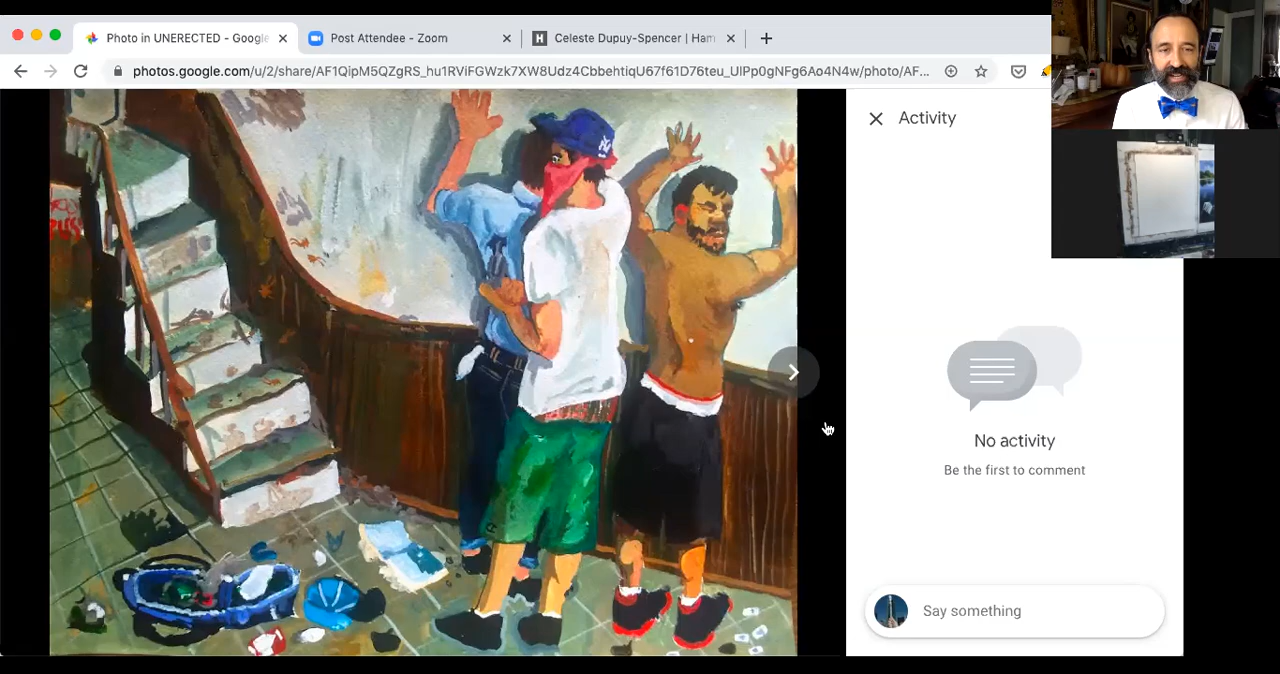 Photo in UNERECTED - Google
Post Attendee - Zoom
Celeste Dupuy-Spencer | Ham
photos.google.com/u/2/share/AF1QipM5QZgRS_hu1RViFGWzk7XW8Udz4CbbehtiqU67f61D76teu_UlPp0gNFg6Ao4N4w/photo/AF...
Activity
No activity
Be the first to comment
Say something